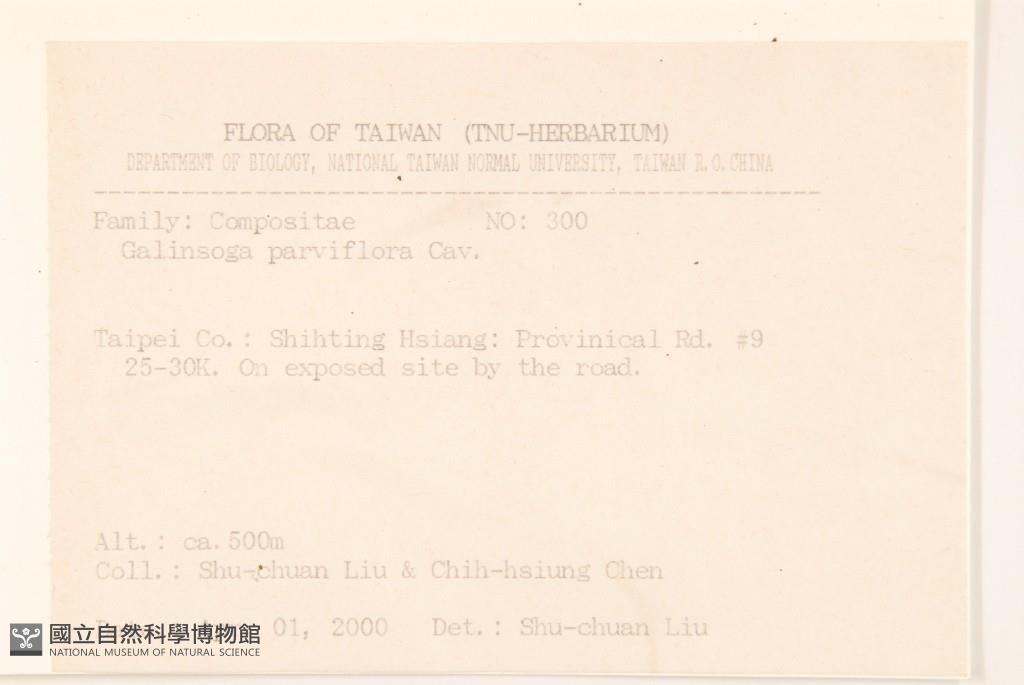 FLORA OF TAIWAN (TNU-HERBARIUM)
DEPARTMENT OF BIOLOGY, NATIONAL TAIWAN NORMAL UNIVERSITY, TAIWAN R.O.CHINA
Family: Compositae NO: 300
Galinsoga parviflora Cav.
Taipei Co.: Shihting Hsiang: Provinical Rd. #9
25-30K. On exposed site by the road.
Alt.: ca.500m
Coll.: Shu-chuan Liu & Chih-hsiung Chen
01, 2000 Det.: Shu-chuan Liu
國立自然科學博物館
NATIONAL MUSEUM OF NATURAL SCIENCE